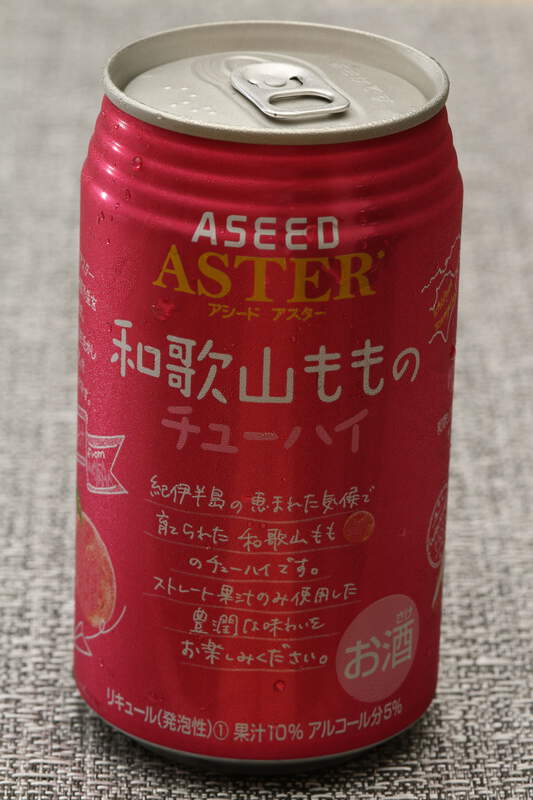 ASEED
ASTER
アシード アスター
和歌山ももの
チューハイ
紀伊半島の恵まれた気候で
育てられた 和歌山もも
のチューハイです。
ストレート果汁のみ使用した
豊潤な味わいを
お楽しみください。
さけ
お酒
リキュール(発泡性)① 果汁10% アルコール分5%
from